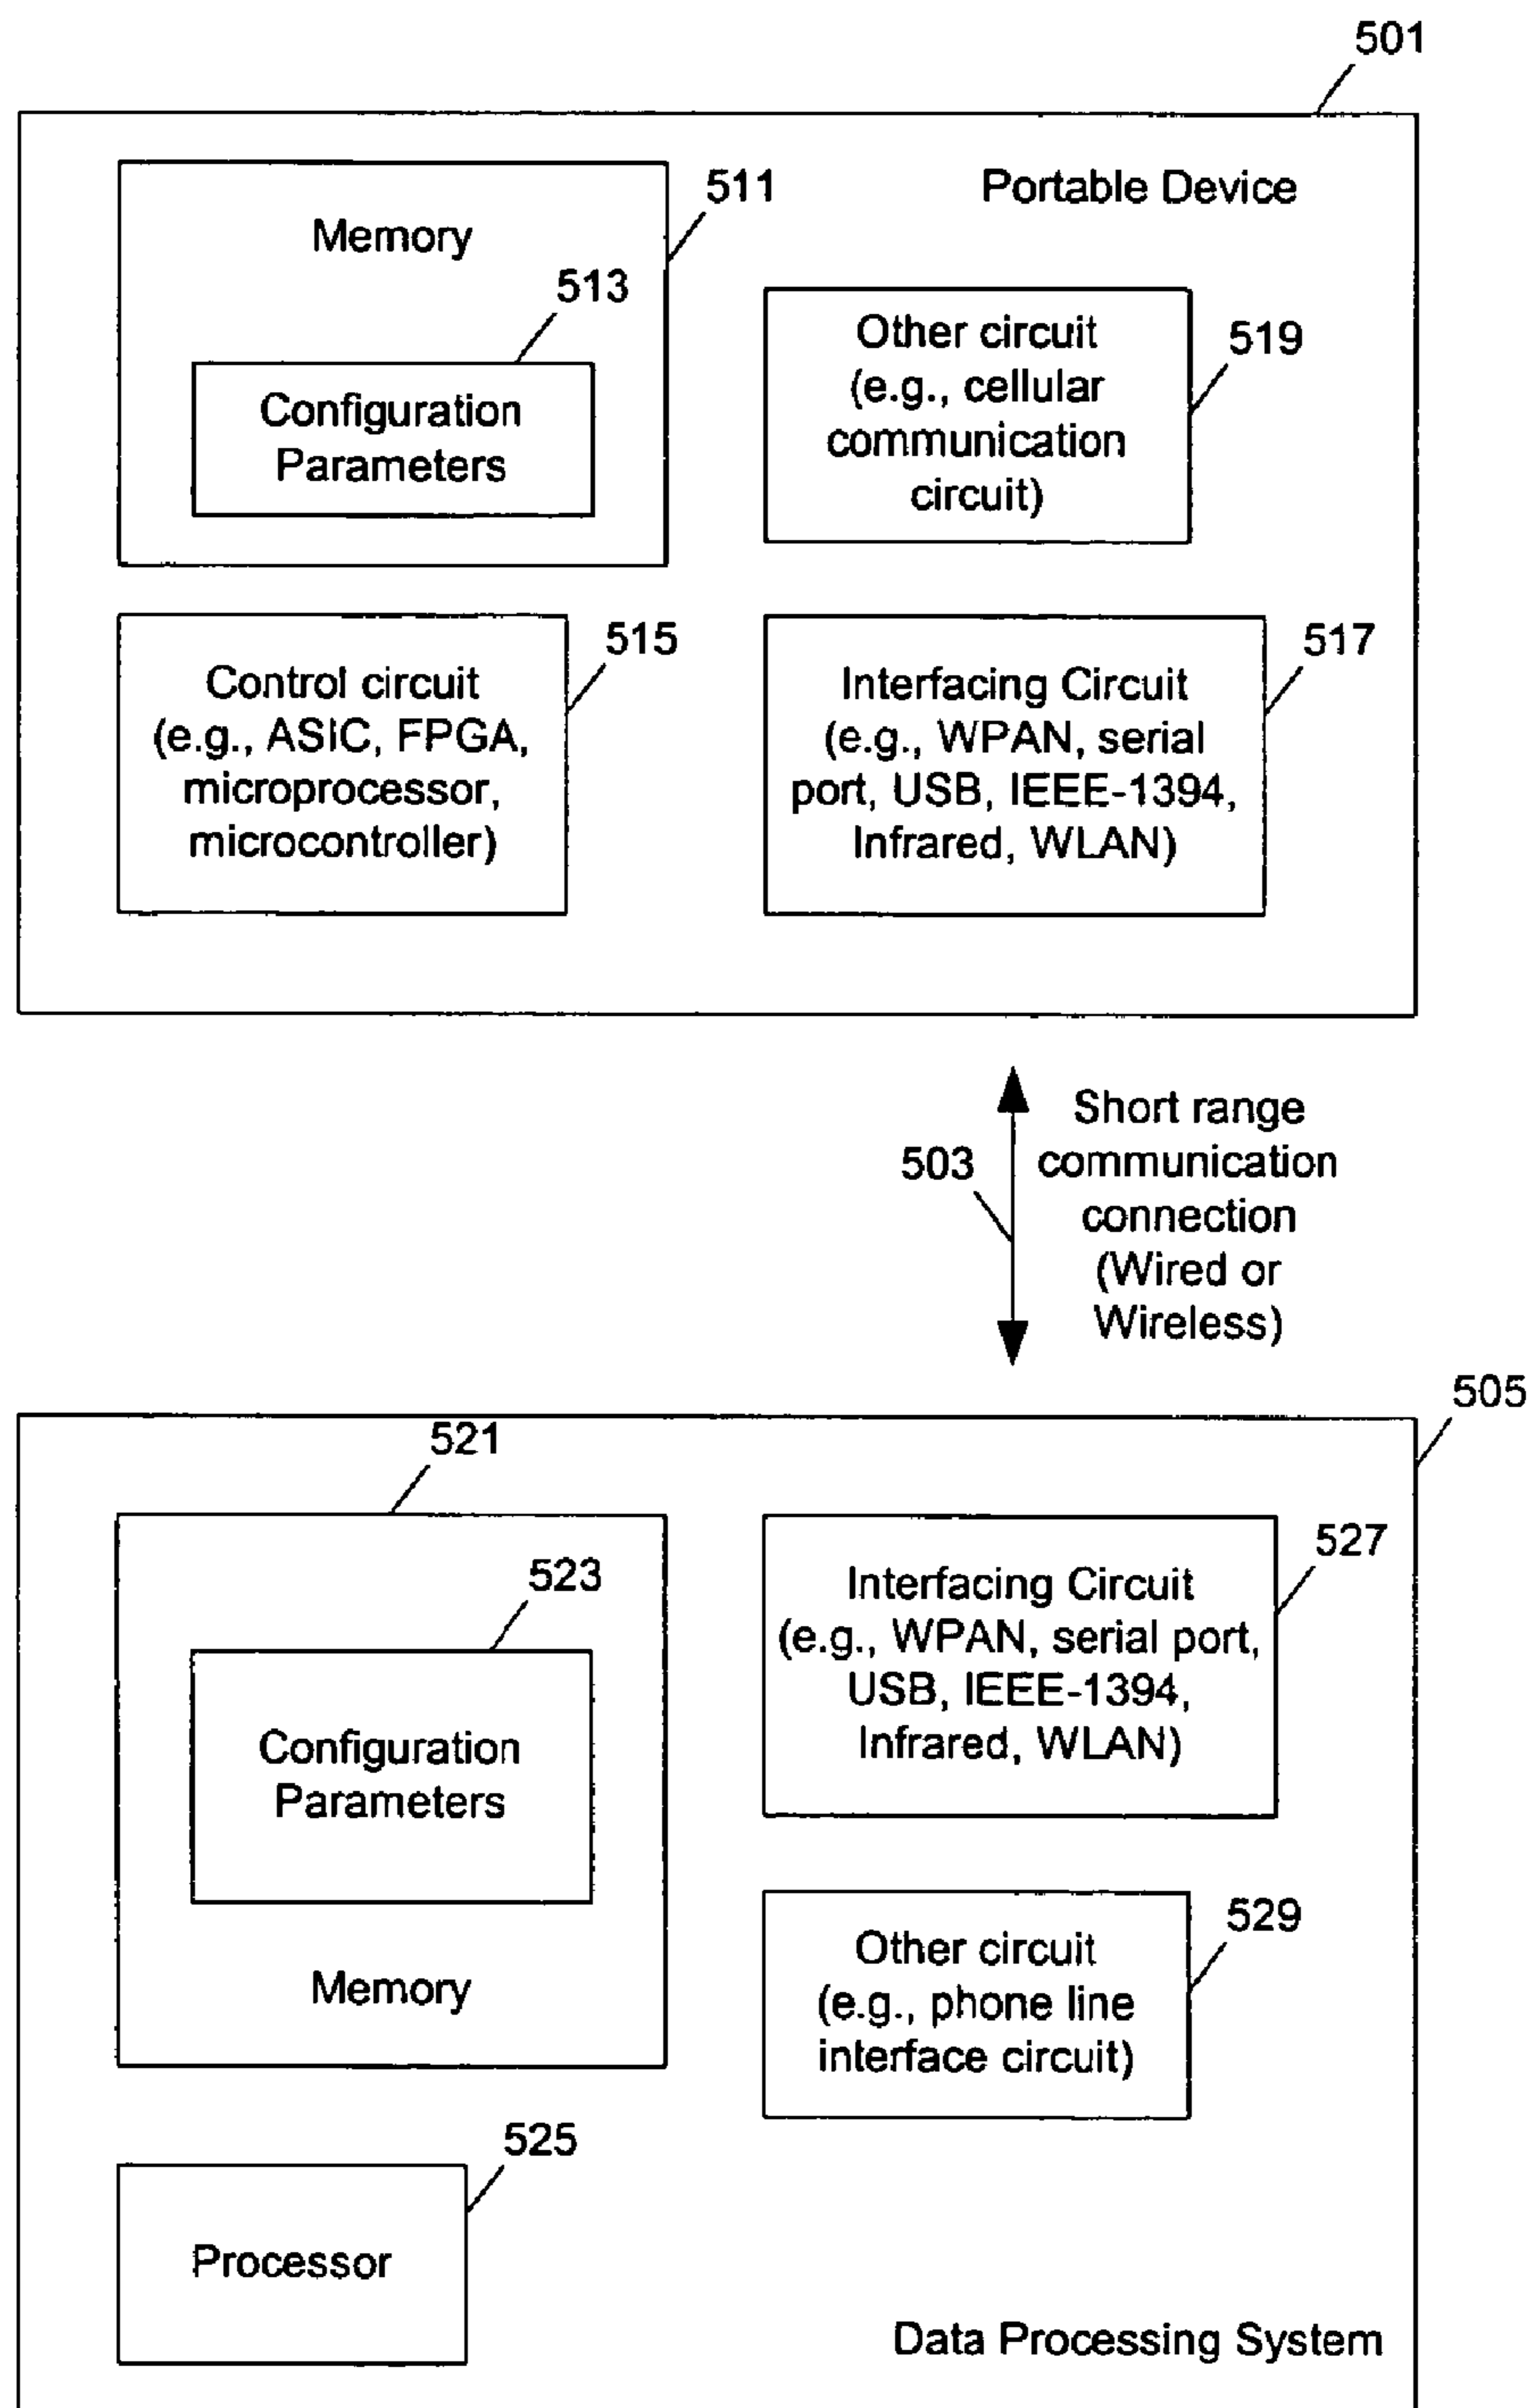 501
Portable Device
511
Memory
513
Configuration
Parameters
Other circuit
(e.g., cellular
communication
circuit)
519
515
Control circuit
(e.g., ASIC, FPGA,
microprocessor,
microcontroller)
517
Interfacing Circuit
(e.g., WPAN, serial
port, USB, IEEE-1394,
Infrared, WLAN)
503
Short range
communication
connection
(Wired or
Wireless)
505
521
523
Configuration
Parameters
Memory
527
Interfacing Circuit
(e.g., WPAN, serial port,
USB, IEEE-1394,
Infrared, WLAN)
529
Other circuit
(e.g., phone line
interface circuit)
525
Processor
Data Processing System